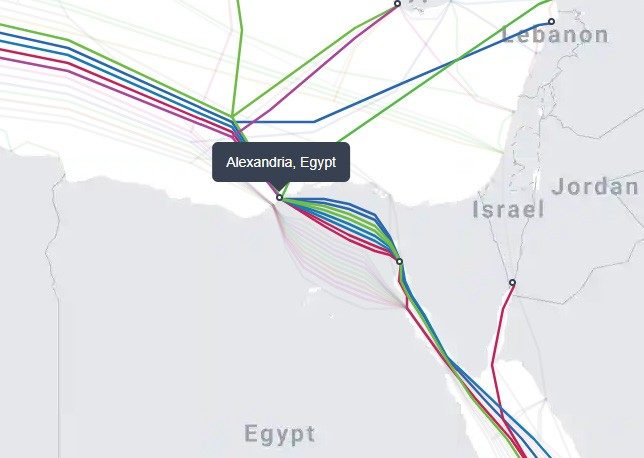 Lebanon
Alexandria, Egypt
Jordan
Israel
Egypt